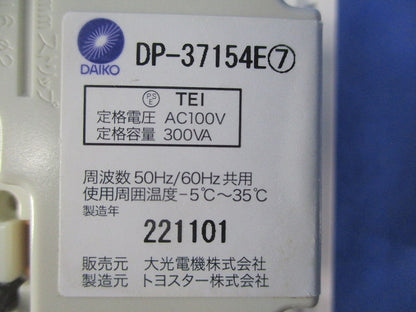 DAIKO
DP-37154E⑦
PS
E
TEI
定格電圧 AC100V
定格容量 300VA
周波数 50Hz/60Hz共用
使用周囲温度-5℃〜35℃
製造年
221101
販売元 大光電機株式会社
製造元 トヨスター株式会社